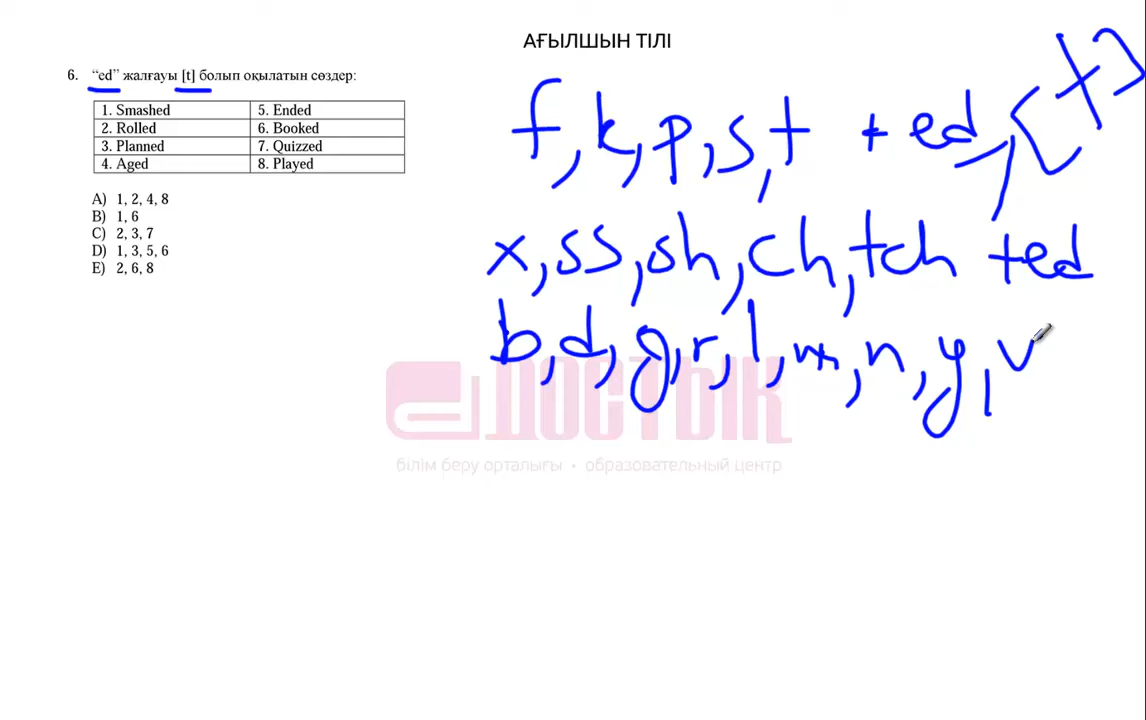 АҒЫЛШЫН ТІЛІ
6. “ed” жалғауы [t] болып оқылатын сөздер:
1. Smashed 5. Ended
2. Rolled 6. Booked
3. Planned 7. Quizzed
4. Aged 8. Played
A) 1, 2, 4, 8
B) 1, 6
C) 2, 3, 7
D) 1, 3, 5, 6
E) 2, 6, 8
f, k, p, s, t + ed, [t]
x, ss, sh, ch, tch +ed
b, d, g, r, l, m, n, y, v
ДОСТЫҚ
білім беру орталығы • образовательный центр